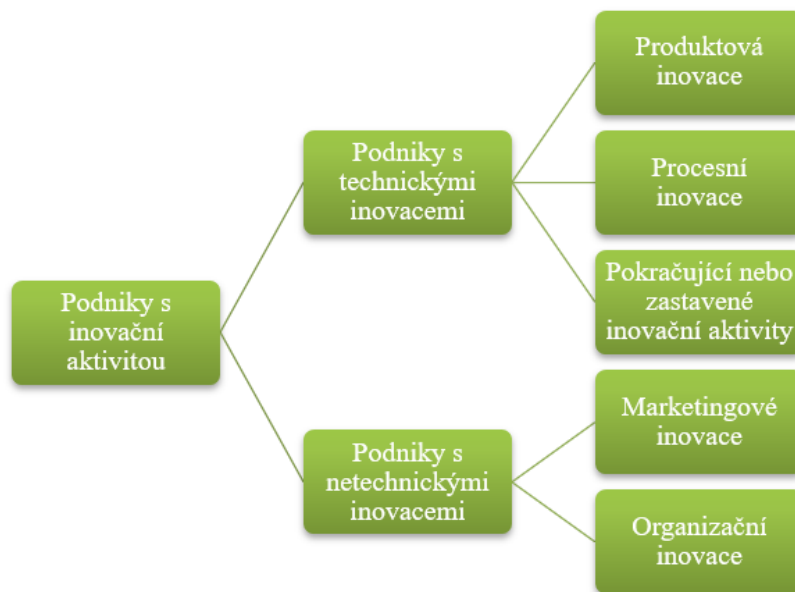 Produktová
inovace
Podniky s
technickými
inovacemi
Procesní
inovace
Pokračující nebo
zastavené
inovační aktivity
Podniky s
inovační
aktivitou
Marketingové
inovace
Podniky s
netechnickými
inovacemi
Organizační
inovace